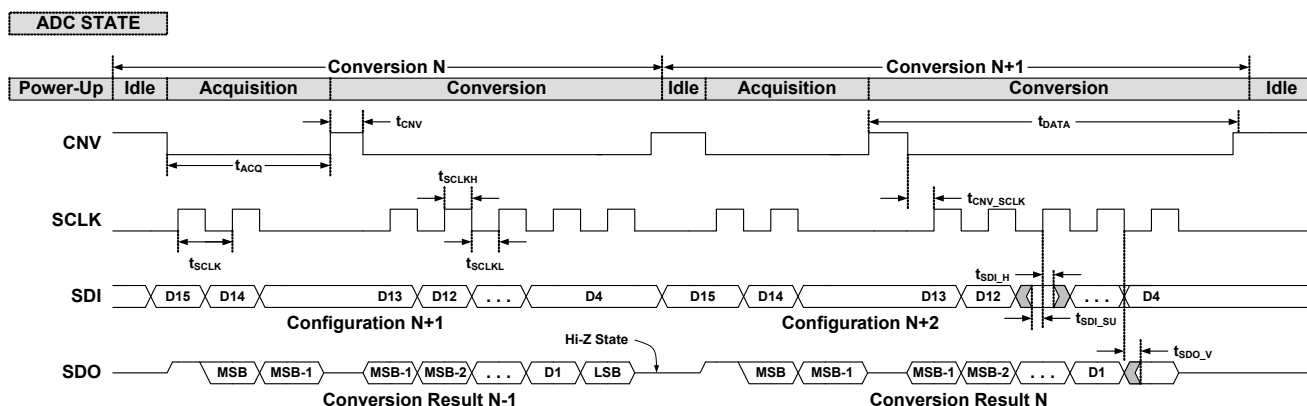 ADC STATE
Conversion N
Conversion N+1
Power-Up Idle Acquisition Conversion Idle Acquisition Conversion Idle
CNV
tCNV
tDATA
tACQ
tSCLKH
tCNV_SCLK
SCLK
tSCLK
tSCLKL
tSDI_H
SDI D15 D14 D13 D12 . . . D4 D15 D14 D13 D12 . . . D4
Configuration N+1
Configuration N+2
tSDI_SU
Hi-Z State
tSDO_V
SDO MSB MSB-1 MSB-1 MSB-2 . . . D1 LSB MSB MSB-1 MSB-1 MSB-2 . . . D1
Conversion Result N-1
Conversion Result N